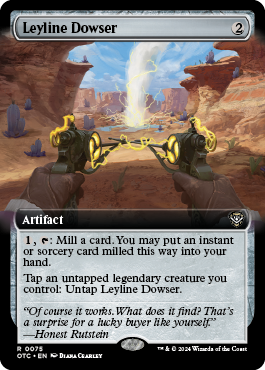 Leyline Dowser 2
Artifact
1, T: Mill a card. You may put an instant
or sorcery card milled this way into your
hand.
Tap an untapped legendary creature you
control: Untap Leyline Dowser.
“Of course it works. What does it find? That’s
a surprise for a lucky buyer like yourself.”
—Honest Rutstein
R 0075
OTC • EN DIANA CEARLEY
™ & © 2024 Wizards of the Coast